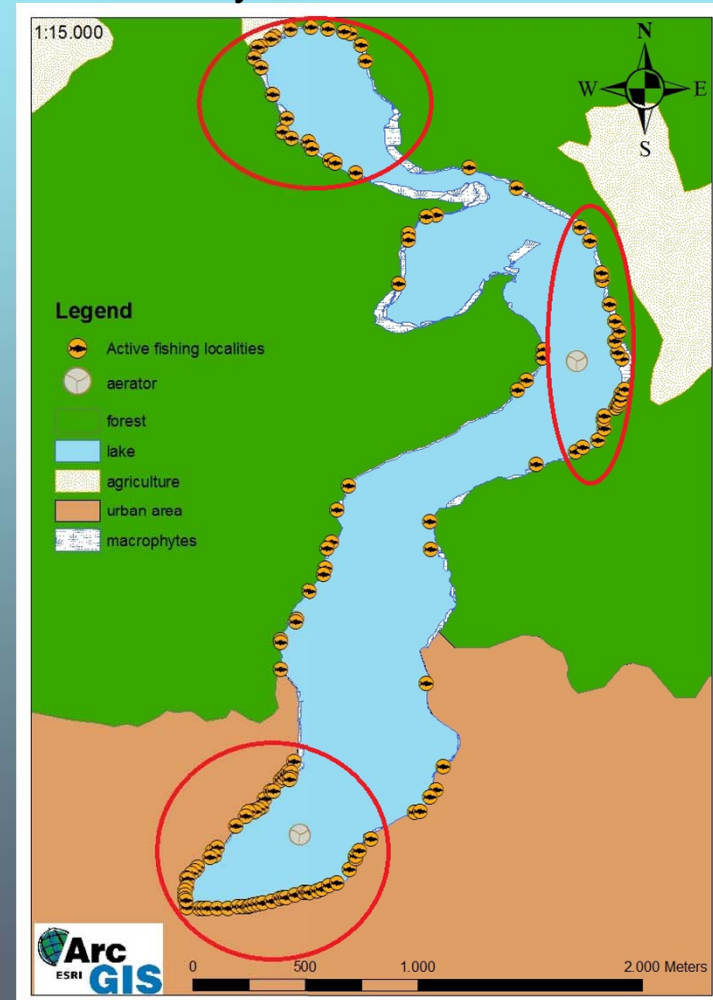 1:15.000
N
W
E
S
Legend
Active fishing localities
aerator
forest
lake
agriculture
urban area
macrophytes
Arc
ESRI GIS
0 500 1.000 2.000 Meters